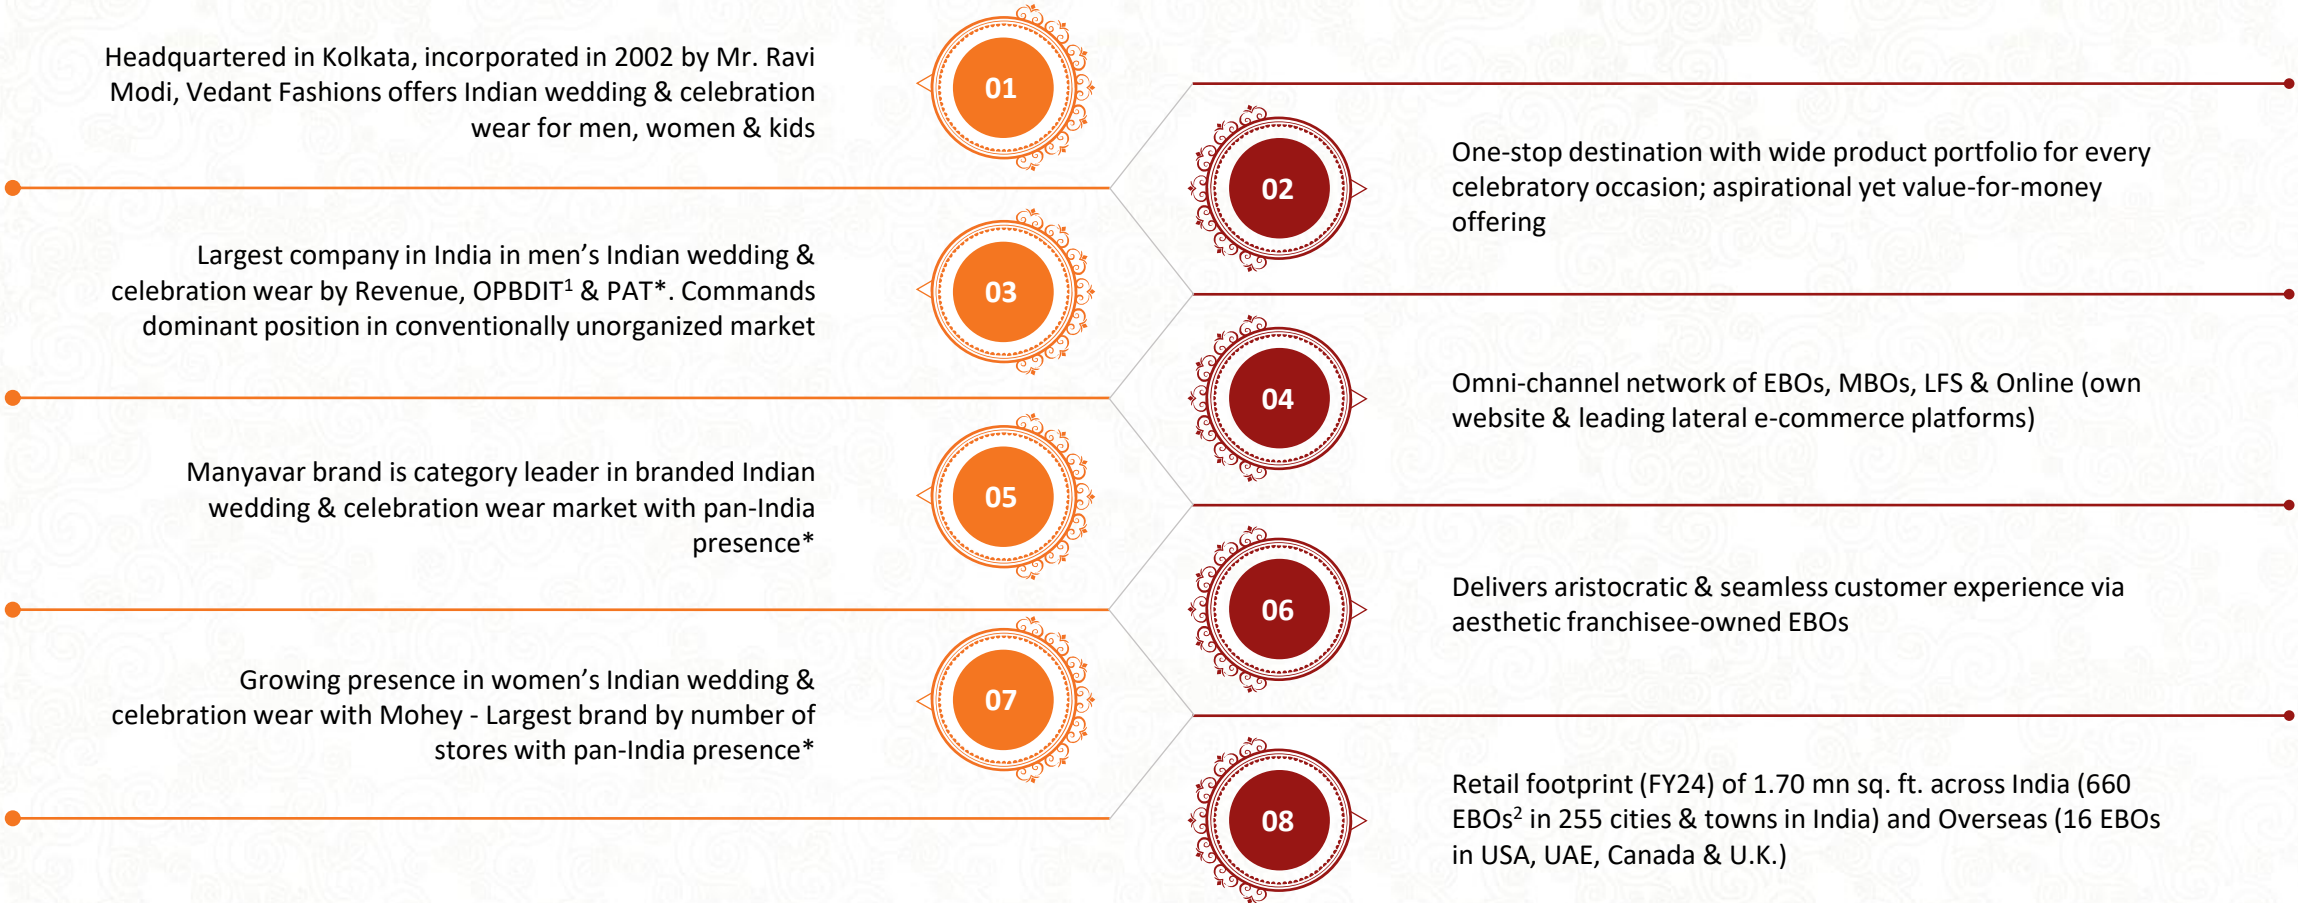 01
Headquartered in Kolkata, incorporated in 2002 by Mr. Ravi
Modi, Vedant Fashions offers Indian wedding & celebration
wear for men, women & kids
02
One-stop destination with wide product portfolio for every
celebratory occasion; aspirational yet value-for-money
offering
03
Largest company in India in men’s Indian wedding &
celebration wear by Revenue, OPBDIT¹ & PAT*. Commands
dominant position in conventionally unorganized market
04
Omni-channel network of EBOs, MBOs, LFS & Online (own
website & leading lateral e-commerce platforms)
05
Manyavar brand is category leader in branded Indian
wedding & celebration wear market with pan-India
presence*
06
Delivers aristocratic & seamless customer experience via
aesthetic franchisee-owned EBOs
07
Growing presence in women’s Indian wedding &
celebration wear with Mohey - Largest brand by number of
stores with pan-India presence*
08
Retail footprint (FY24) of 1.70 mn sq. ft. across India (660
EBOs² in 255 cities & towns in India) and Overseas (16 EBOs
in USA, UAE, Canada & U.K.)